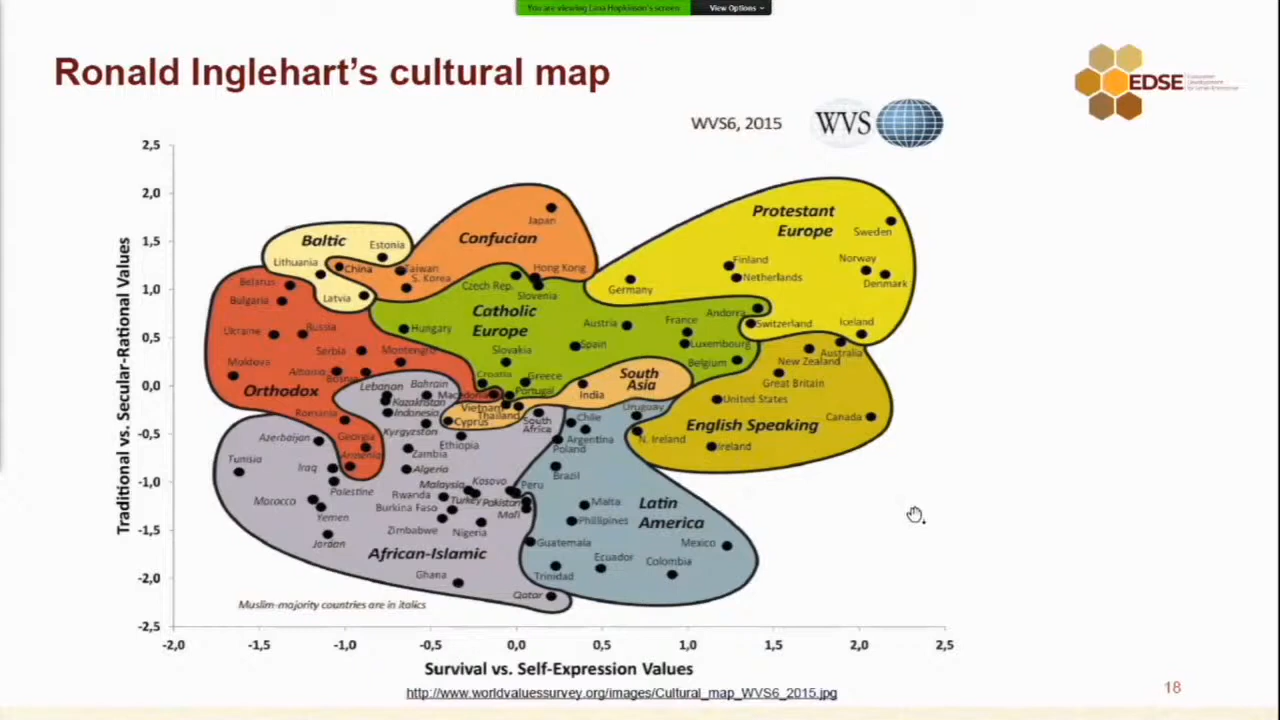 You are viewing Lana Hopkinson's screen View Options
Ronald Inglehart's cultural map
EDSE
WVS6, 2015
WVS
Traditional vs. Secular-Rational Values
2,5
2,0
1,5
1,0
0,5
0,0
-0,5
-1,0
-1,5
-2,0
-2,5
Protestant
Europe
Japan
Confucian
Sweden
Baltic
Estonia
Finland
Norway
Lithuania
China
Taiwan
Hong Kong
Netherlands
S. Korea
Belarus
Czech Rep.
Denmark
Germany
Bulgaria
Latvia
Slovenia
Catholic
Europe
Andorra
Ukraine
Russia
Hungary
Austria
France
Switzerland
Iceland
Serbia
Montengro
Slovakia
Spain
Luxembourg
Australia
Moldova
Belgium
New Zealand
Albania
Bosnia
Croatia
Greece
South
Asia
Great Britain
Orthodox
Lebanon
Bahrain
Macedonia
Portugal
India
Kazakhstan
Vietnam
United States
Romania
Indonesia
Thailand
Uruguay
Cyprus
South
Africa
Chile
Canada
Kyrgyzstan
English Speaking
Azerbaijan
Georgia
Ethiopia
Argentina
N. Ireland
Ireland
Armenia
Zambia
Poland
Tunisia
Iraq
Algeria
Brazil
Palestine
Malaysia
Kosovo
Peru
Morocco
Rwanda
Turkey
Pakistan
Malta
Latin
America
Burkina Faso
Mali
Yemen
Phillipines
Zimbabwe
Nigeria
Jordan
Guatemala
Mexico
African-Islamic
Ecuador
Colombia
Ghana
Trinidad
Qatar
Muslim-majority countries are in italics
-2,0 -1,5 -1,0 -0,5 0,0 0,5 1,0 1,5 2,0 2,5
Survival vs. Self-Expression Values
http://www.worldvaluessurvey.org/images/Cultural_map_WVS6_2015.jpg
18